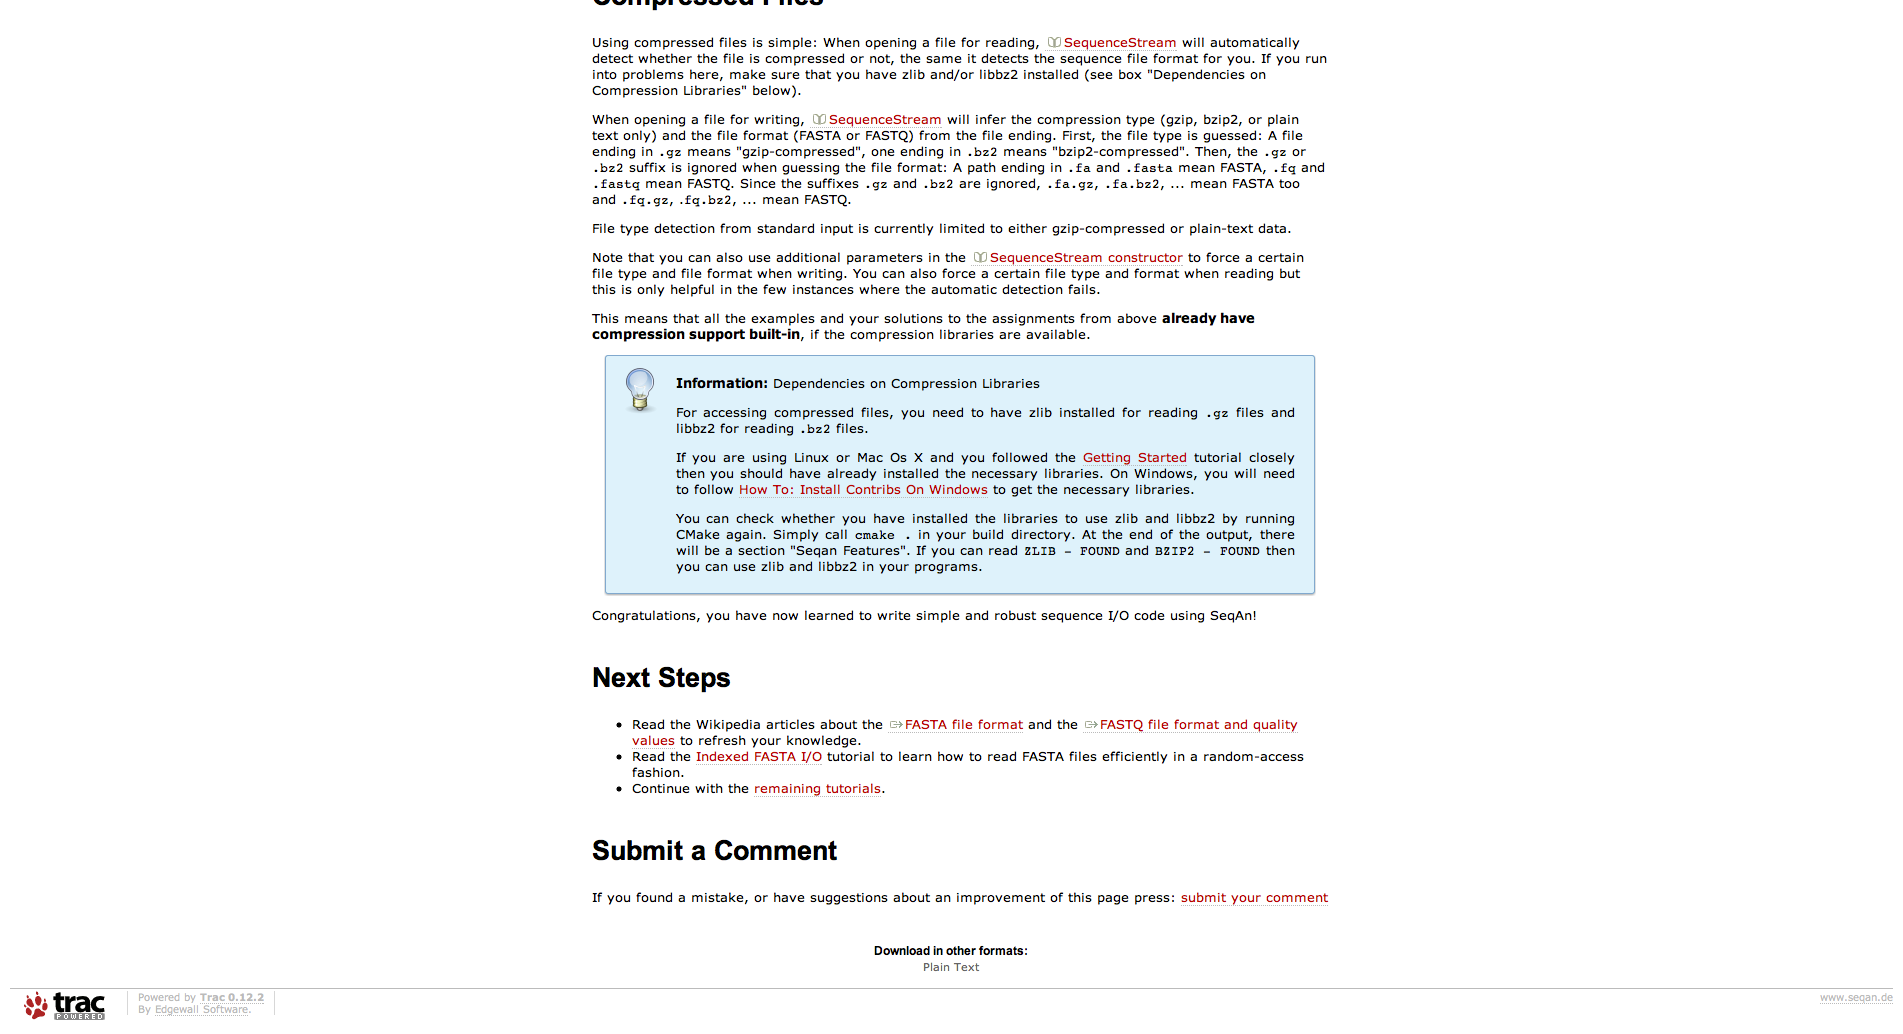 Compressed Files
Using compressed files is simple: When opening a file for reading, SequenceStream will automatically
detect whether the file is compressed or not, the same it detects the sequence file format for you. If you run
into problems here, make sure that you have zlib and/or libbz2 installed (see box "Dependencies on
Compression Libraries" below).
When opening a file for writing, SequenceStream will infer the compression type (gzip, bzip2, or plain
text only) and the file format (FASTA or FASTQ) from the file ending. First, the file type is guessed: A file
ending in .gz means "gzip-compressed", one ending in .bz2 means "bzip2-compressed". Then, the .gz or
.bz2 suffix is ignored when guessing the file format: A path ending in .fa and .fasta mean FASTA, .fq and
.fastq mean FASTQ. Since the suffixes .gz and .bz2 are ignored, .fa.gz, .fa.bz2, ... mean FASTA too
and .fq.gz, .fq.bz2, ... mean FASTQ.
File type detection from standard input is currently limited to either gzip-compressed or plain-text data.
Note that you can also use additional parameters in the SequenceStream constructor to force a certain
file type and file format when writing. You can also force a certain file type and format when reading but
this is only helpful in the few instances where the automatic detection fails.
This means that all the examples and your solutions to the assignments from above already have
compression support built-in, if the compression libraries are available.
Information: Dependencies on Compression Libraries
For accessing compressed files, you need to have zlib installed for reading .gz files and
libbz2 for reading .bz2 files.
If you are using Linux or Mac Os X and you followed the Getting Started tutorial closely
then you should have already installed the necessary libraries. On Windows, you will need
to follow How To: Install Contribs On Windows to get the necessary libraries.
You can check whether you have installed the libraries to use zlib and libbz2 by running
CMake again. Simply call cmake . in your build directory. At the end of the output, there
will be a section "Seqan Features". If you can read ZLIB - FOUND and BZIP2 - FOUND then
you can use zlib and libbz2 in your programs.
Congratulations, you have now learned to write simple and robust sequence I/O code using SeqAn!
Next Steps
• Read the Wikipedia articles about the FASTA file format and the FASTQ file format and quality
values to refresh your knowledge.
• Read the Indexed FASTA I/O tutorial to learn how to read FASTA files efficiently in a random-access
fashion.
• Continue with the remaining tutorials.
Submit a Comment
If you found a mistake, or have suggestions about an improvement of this page press: submit your comment
Download in other formats:
Plain Text
trac
POWERED
Powered by Trac 0.12.2
By Edgewall Software.
www.seqan.de